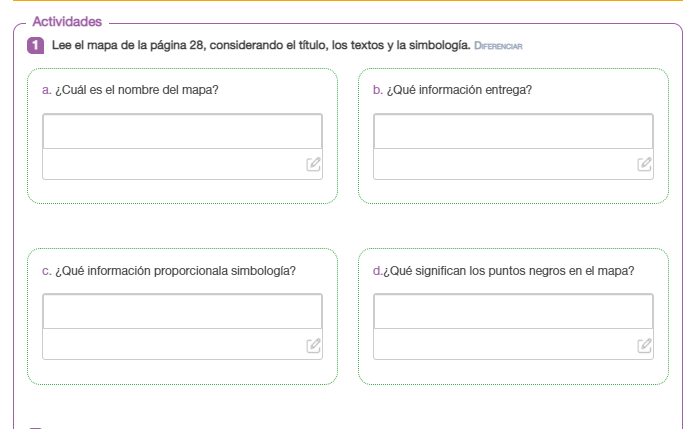 Actividades
1 Lee el mapa de la página 28, considerando el título, los textos y la simbología. DIFERENCIAR
a. ¿Cuál es el nombre del mapa?
b. ¿Qué información entrega?
c. ¿Qué información proporcionala simbología?
d.¿Qué significan los puntos negros en el mapa?